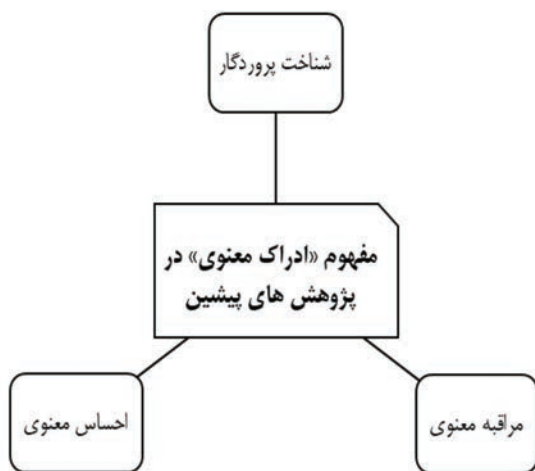 شناخت پروردگار
مفهوم «ادراک معنوی» در
پژوهش های پیشین
مراقبه معنوی
احساس معنوی